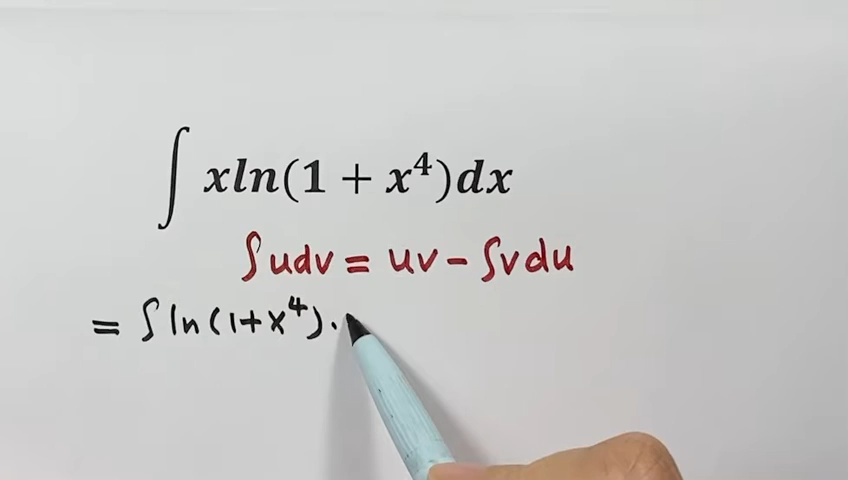 ∫ xln(1 + x⁴)dx
∫udv = uv - ∫vdu
= ∫ln(1+x⁴)·